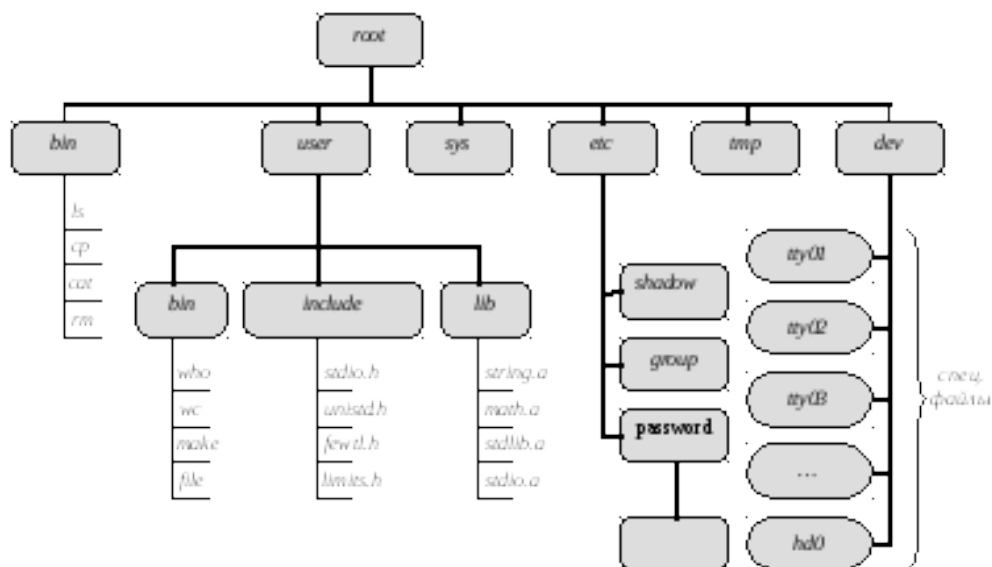 root
bin
user
sys
etc
tmp
dev
ls
cp
cat
rm
bin
include
lib
who
wc
make
file
stdio.h
unistd.h
fewtl.h
limits.h
string.a
math.a
stdlib.a
stdio.a
shadow
group
password
tty01
tty02
tty03
...
hd0
спец.
файлы